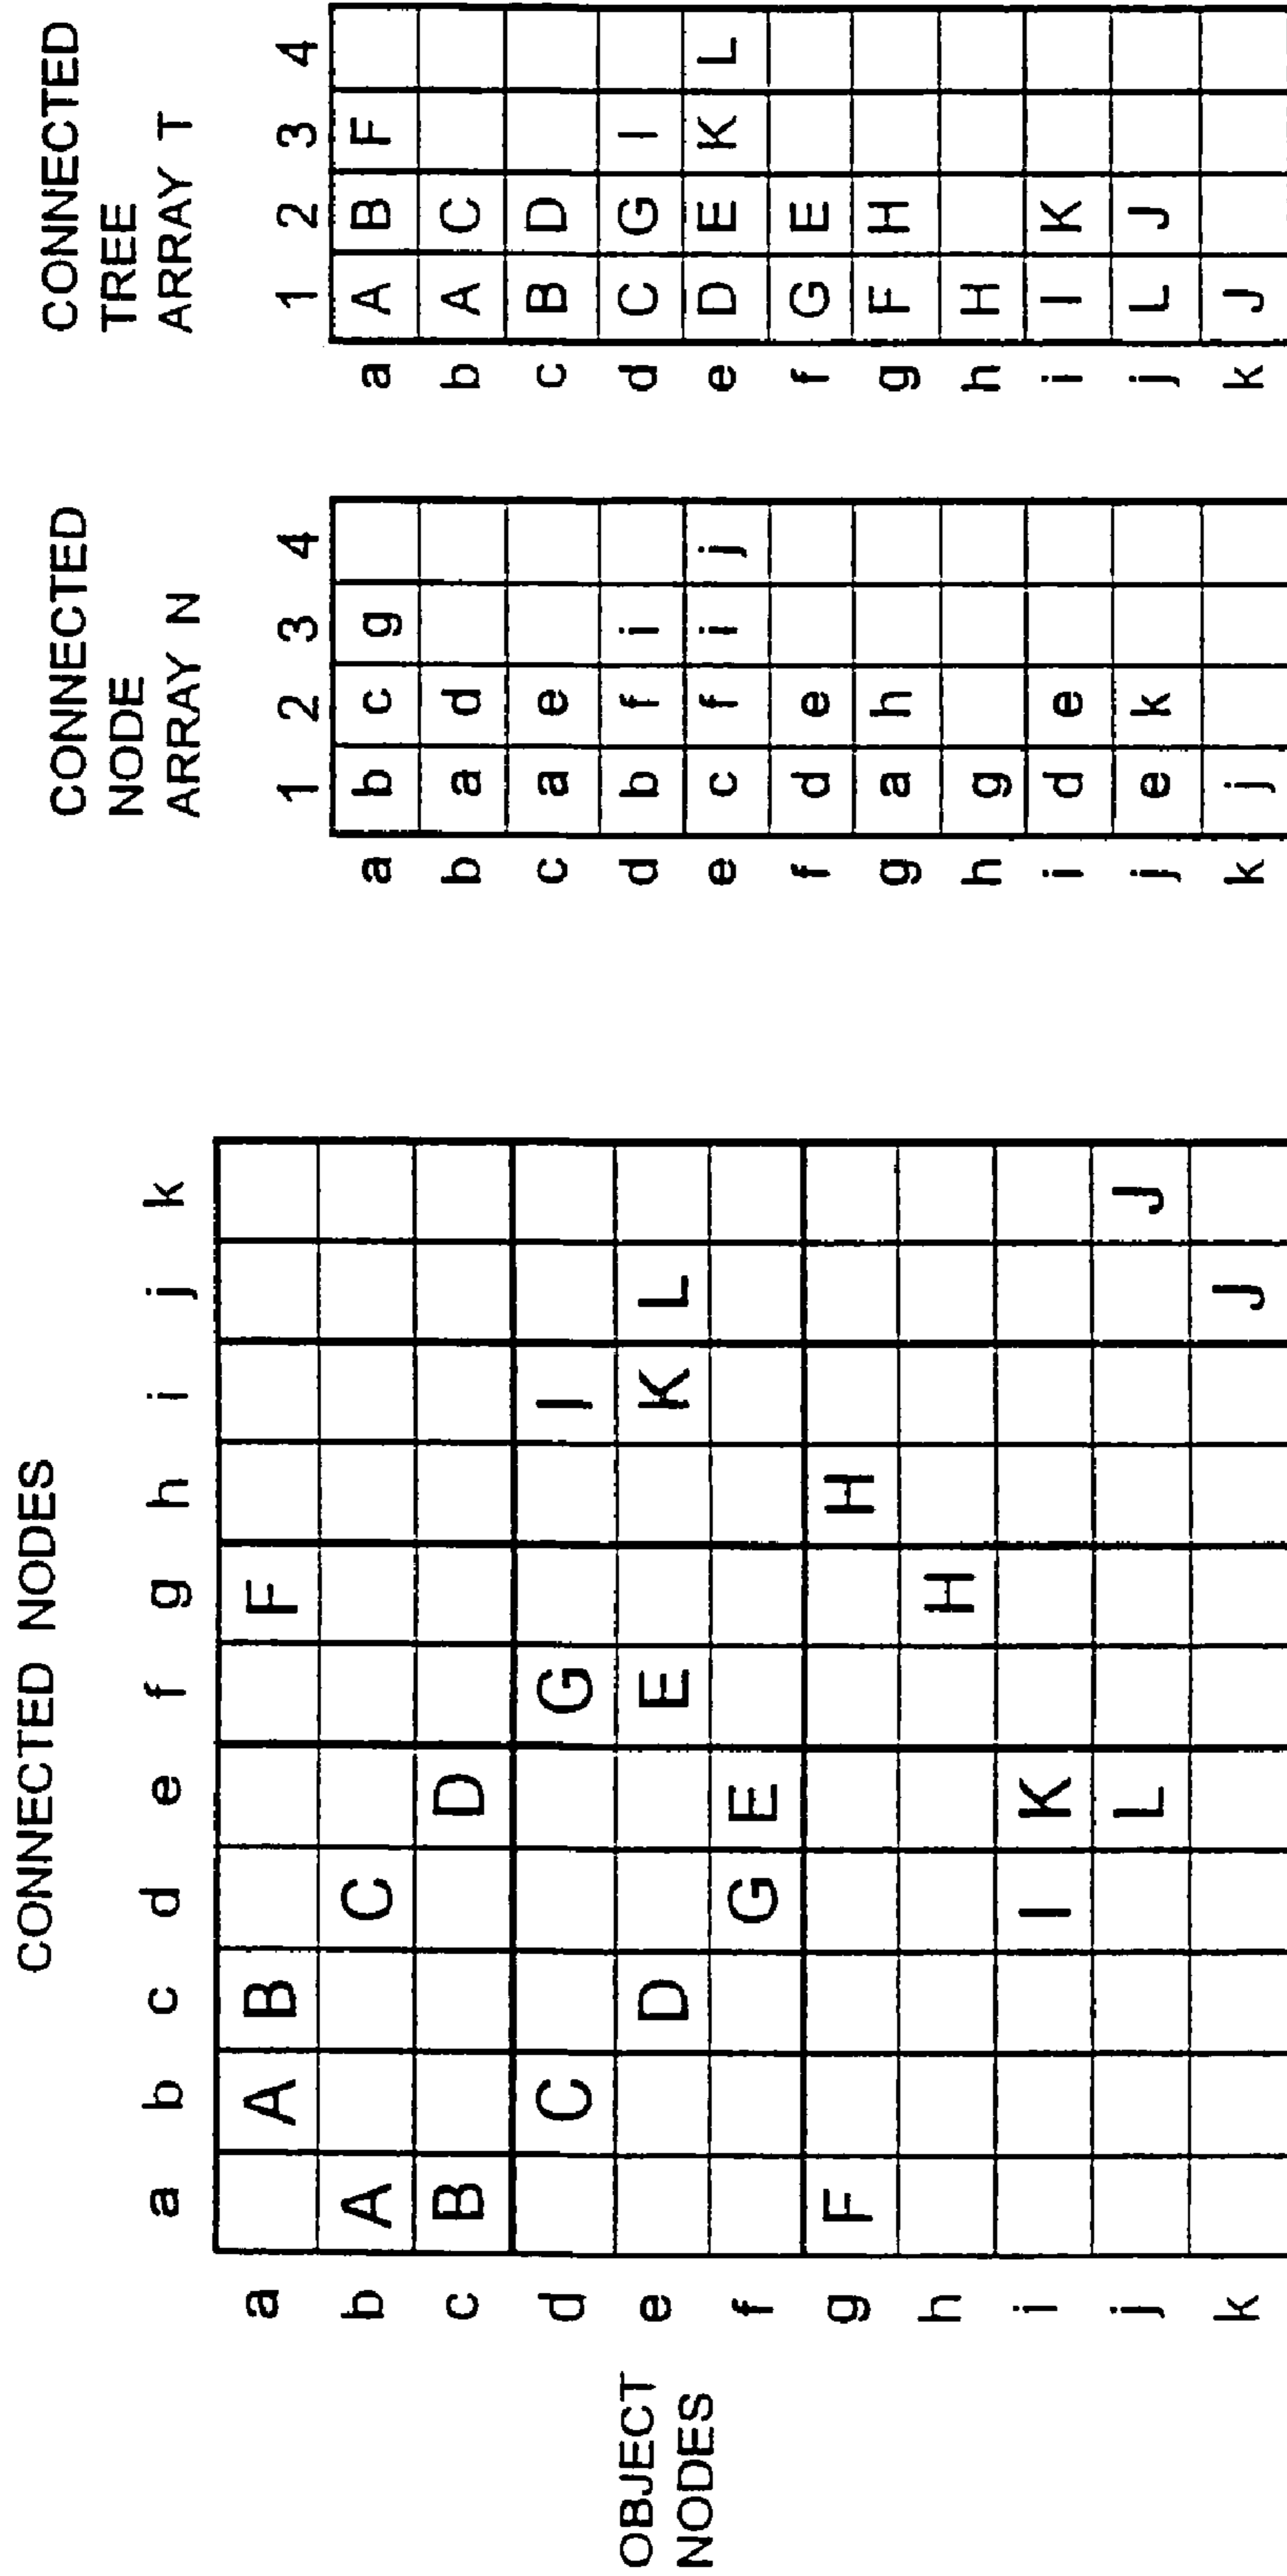 CONNECTED NODES
a b c d e f g h i j k
OBJECT
NODES
a A B F
b A C
c B D
d C G I
e D E K L
f G E
g F H
h H
i I K
j L J
k J
CONNECTED
NODE
ARRAY N
1 2 3 4
a b c g
b a d
c a e
d b f i
e c f i j
f d e
g a h
h g
i d e
j e k
k j
CONNECTED
TREE
ARRAY T
1 2 3 4
a A B F
b A C
c B D
d C G I
e D E K L
f G E
g F H
h H
i I K
j L J
k J